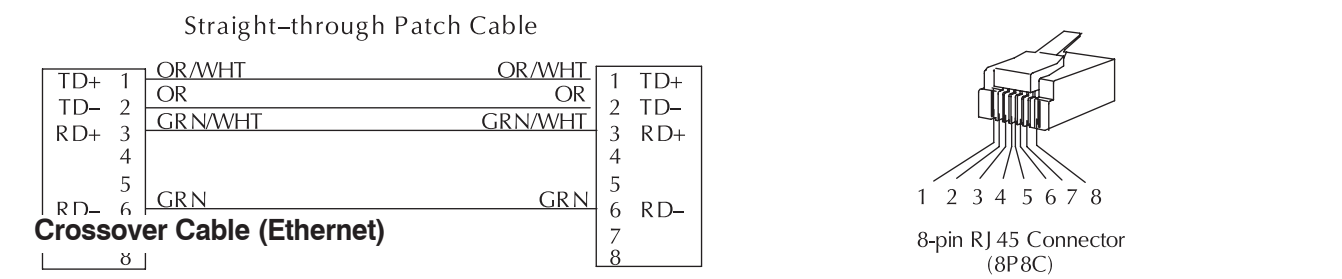 Straight–through Patch Cable
TD+ 1 OR/WHT OR/WHT 1 TD+
TD– 2 OR OR 2 TD–
RD+ 3 GRN/WHT GRN/WHT 3 RD+
4 4
5 5
RD– 6 GRN GRN 6 RD–
Crossover Cable (Ethernet)
7
8 8
1 2 3 4 5 6 7 8
8-pin RJ45 Connector
(8P8C)